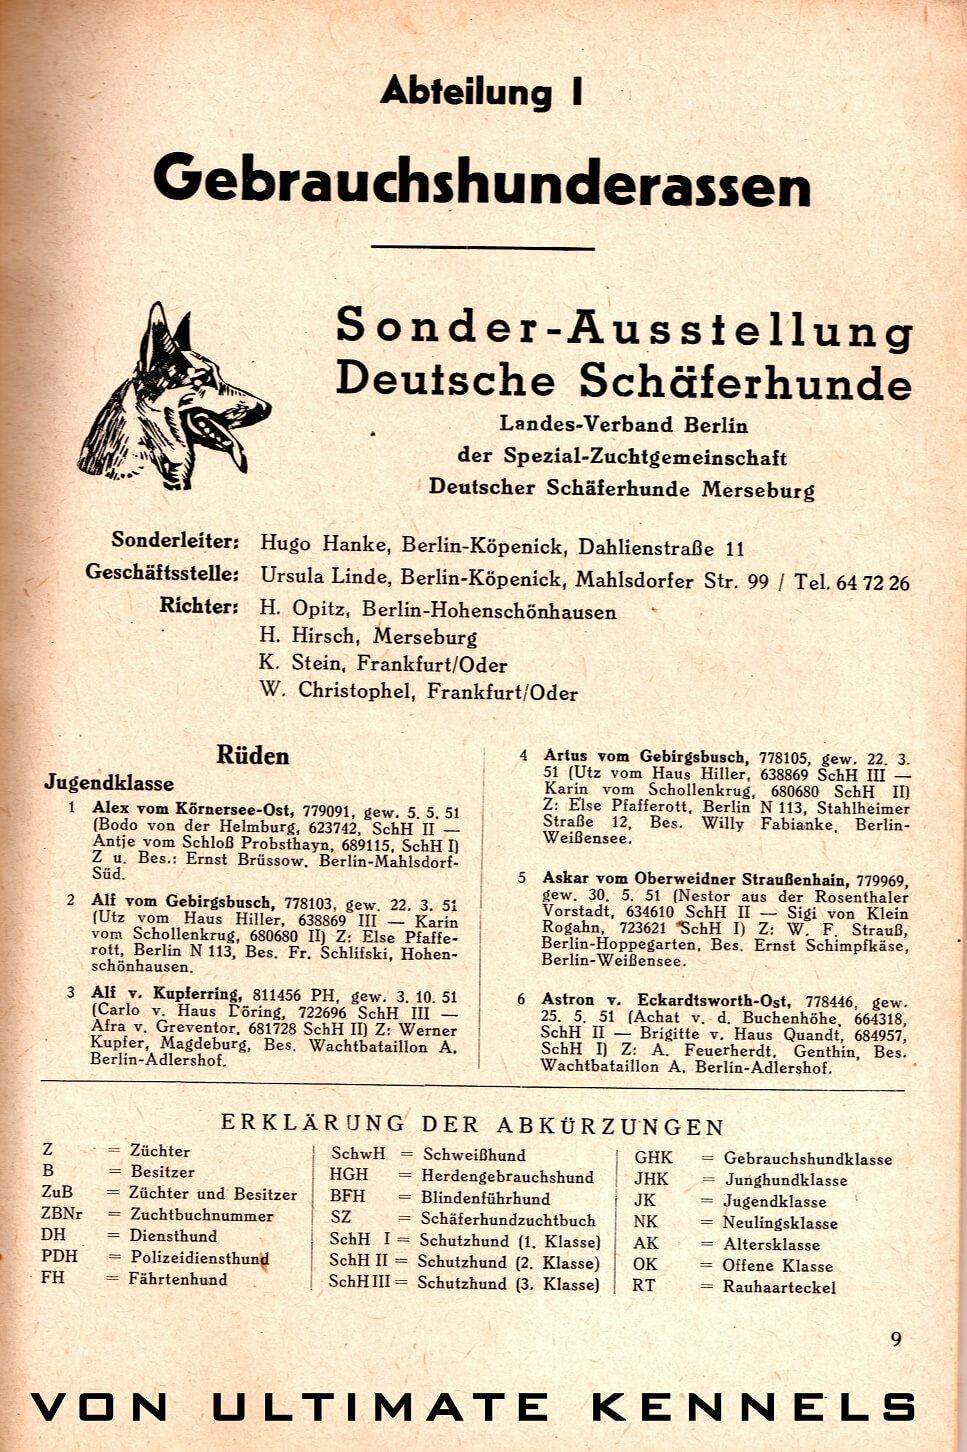 Abteilung I
Gebrauchshunderassen
Sonder-Ausstellung
Deutsche Schäferhunde
Landes-Verband Berlin
der Spezial-Zuchtgemeinschaft
Deutscher Schäferhunde Merseburg
Sonderleiter: Hugo Hanke, Berlin-Köpenick, Dahlienstraße 11
Geschäftsstelle: Ursula Linde, Berlin-Köpenick, Mahlsdorfer Str. 99 / Tel. 64 72 26
Richter: H. Opitz, Berlin-Hohenschönhausen
H. Hirsch, Merseburg
K. Stein, Frankfurt/Oder
W. Christophel, Frankfurt/Oder
Rüden
Jugendklasse
1 Alex vom Körnersee-Ost, 779091, gew. 5. 5. 51
(Bodo von der Helmburg, 623742, SchH II —
Antje vom Schloß Probsthayn, 689115, SchH I)
Z u. Bes.: Ernst Brüssow, Berlin-Mahlsdorf-
Süd.
2 Alf vom Gebirgsbusch, 778103, gew. 22. 3. 51
(Utz vom Haus Hiller, 638869 III — Karin
vom Schollenkrug, 680680 II) Z: Else Pfaffe-
rott, Berlin N 113, Bes. Fr. Schlifski, Hohen-
schönhausen.
3 Alf v. Kupferring, 811456 PH, gew. 3. 10. 51
(Carlo v. Haus Döring, 722696 SchH III —
Afra v. Greventor, 681728 SchH II) Z: Werner
Kupfer, Magdeburg, Bes. Wachtbataillon A,
Berlin-Adlershof.
4 Artus vom Gebirgsbusch, 778105, gew. 22. 3.
51 (Utz vom Haus Hiller, 638869 SchH III —
Karin vom Schollenkrug, 680680 SchH II)
Z: Else Pfafferott, Berlin N 113, Stahlheimer
Straße 12, Bes. Willy Fabianke, Berlin-
Weißensee.
5 Askar vom Oberweidner Straußenhain, 779969,
gew. 30. 5. 51 (Nestor aus der Rosenthaler
Vorstadt, 634610 SchH II — Sigi von Klein
Rogahn, 723621 SchH I) Z: W. F. Strauß,
Berlin-Hoppegarten, Bes. Ernst Schimpfkäse,
Berlin-Weißensee.
6 Astron v. Eckardtsworth-Ost, 778446, gew.
25. 5. 51 (Achat v. d. Buchenhöhe, 664318,
SchH II — Brigitte v. Haus Quandt, 684957,
SchH I) Z: A. Feuerherdt, Genthin, Bes.
Wachtbataillon A, Berlin-Adlershof.
ERKLÄRUNG DER ABKÜRZUNGEN
Z = Züchter
B = Besitzer
ZuB = Züchter und Besitzer
ZBNr = Zuchtbuchnummer
DH = Diensthund
PDH = Polizeidiensthund
FH = Fährtenhund
SchwH = Schweißhund
HGH = Herdengebrauchshund
BFH = Blindenführhund
SZ = Schäferhundzuchtbuch
SchH I = Schutzhund (1. Klasse)
SchH II = Schutzhund (2. Klasse)
SchH III = Schutzhund (3. Klasse)
GHK = Gebrauchshundklasse
JHK = Junghundklasse
JK = Jugendklasse
NK = Neulingsklasse
AK = Altersklasse
OK = Offene Klasse
RT = Rauhaarteckel
9
VON ULTIMATE KENNELS